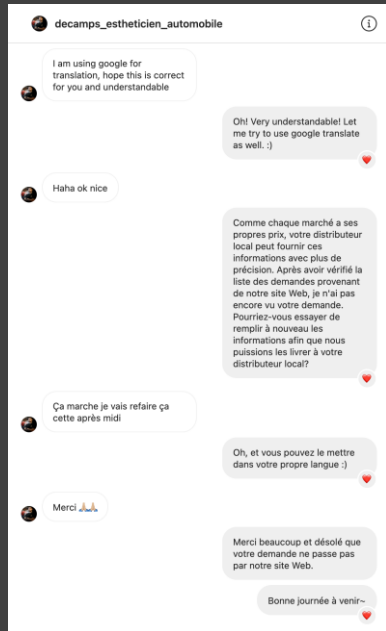 decamps_estheticien_automobile
I am using google for
translation, hope this is correct
for you and understandable
Oh! Very understandable! Let
me try to use google translate
as well. :)
Haha ok nice
Comme chaque marché a ses
propres prix, votre distributeur
local peut fournir ces
informations avec plus de
précision. Après avoir vérifié la
liste des demandes provenant
de notre site Web, je n'ai pas
encore vu votre demande.
Pourriez-vous essayer de
remplir à nouveau les
informations afin que nous
puissions les livrer à votre
distributeur local?
Ça marche je vais refaire ça
cette après midi
Oh, et vous pouvez le mettre
dans votre propre langue :)
Merci 🙏🏼🙏🏼
Merci beaucoup et désolé que
votre demande ne passe pas
par notre site Web.
Bonne journée à venir~